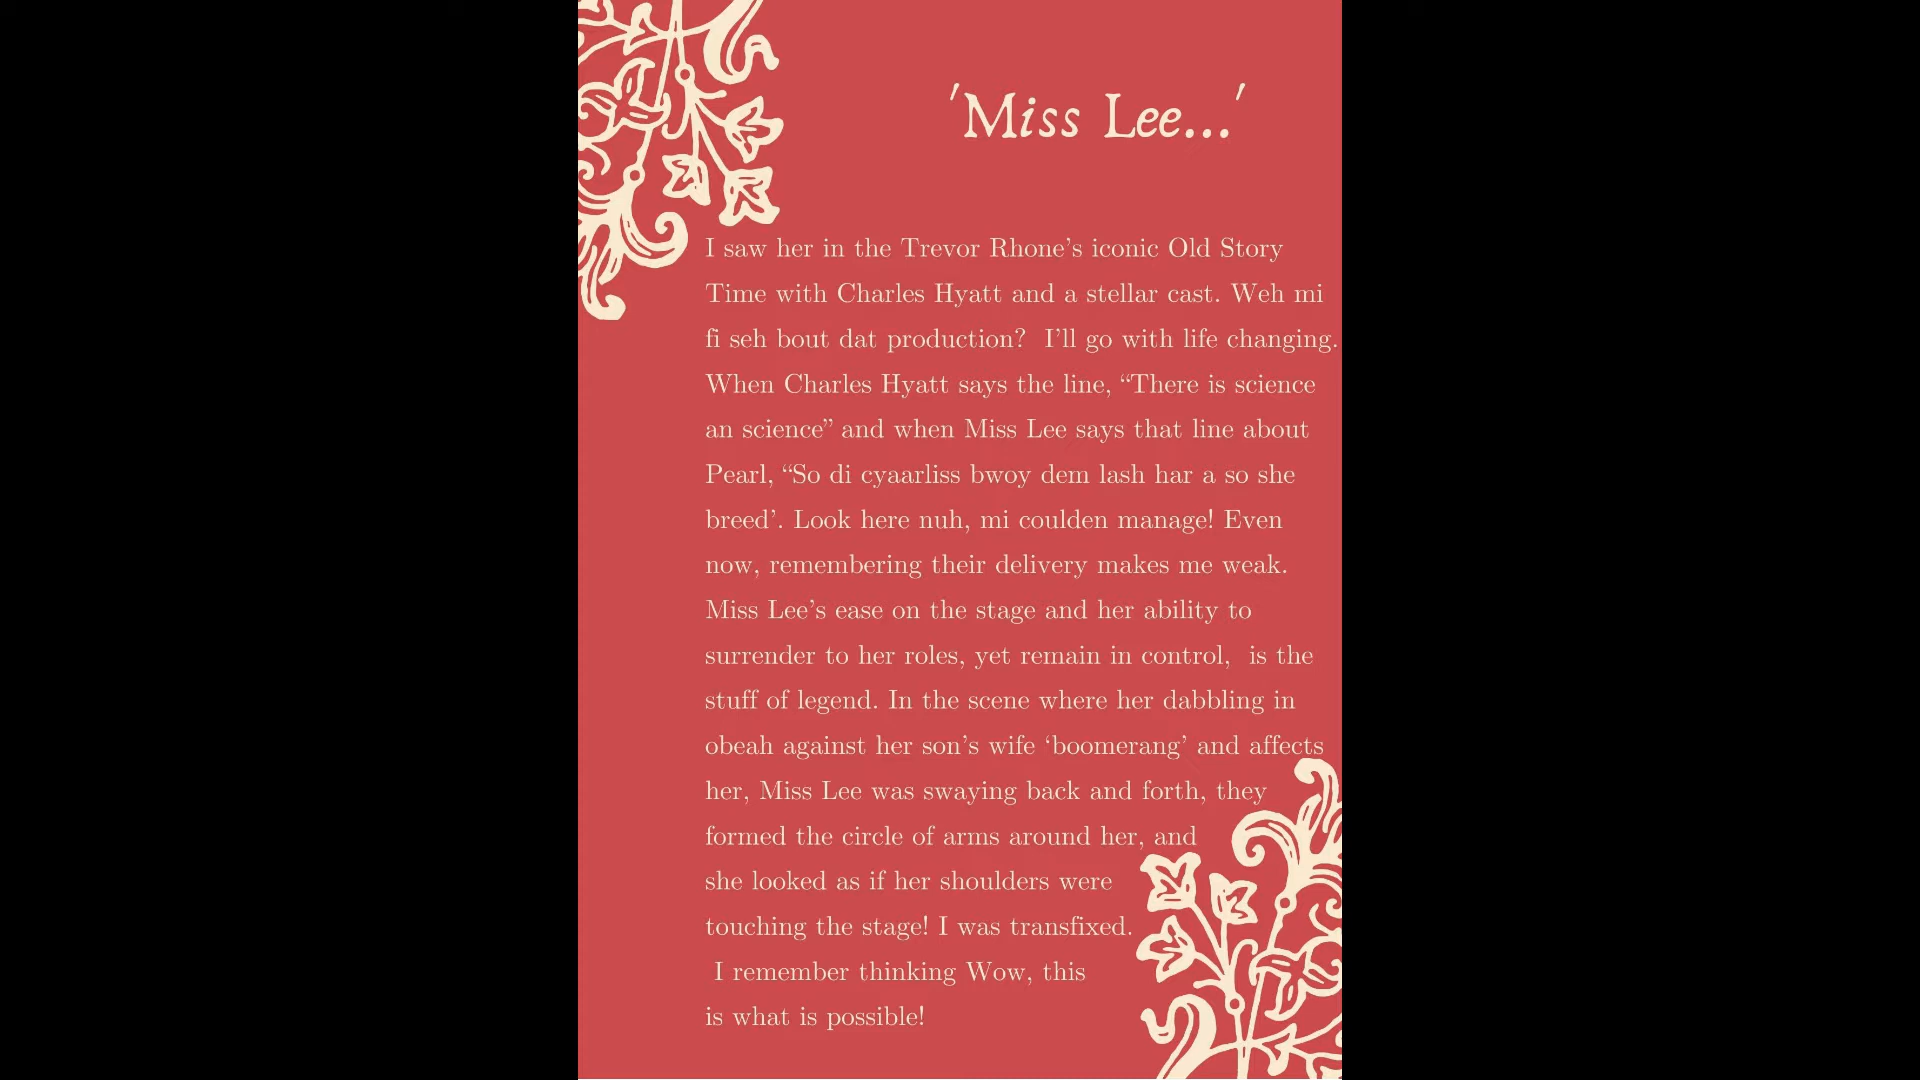 'Miss Lee...'
I saw her in the Trevor Rhone’s iconic Old Story
Time with Charles Hyatt and a stellar cast. Weh mi
fi seh bout dat production?  I’ll go with life changing.
When Charles Hyatt says the line, “There is science
an science” and when Miss Lee says that line about
Pearl, “So di cyaarliss bwoy dem lash har a so she
breed’. Look here nuh, mi coulden manage! Even
now, remembering their delivery makes me weak.
Miss Lee’s ease on the stage and her ability to
surrender to her roles, yet remain in control,  is the
stuff of legend. In the scene where her dabbling in
obeah against her son’s wife ‘boomerang’ and affects
her, Miss Lee was swaying back and forth, they
formed the circle of arms around her, and
she looked as if her shoulders were
touching the stage! I was transfixed.
I remember thinking Wow, this
is what is possible!